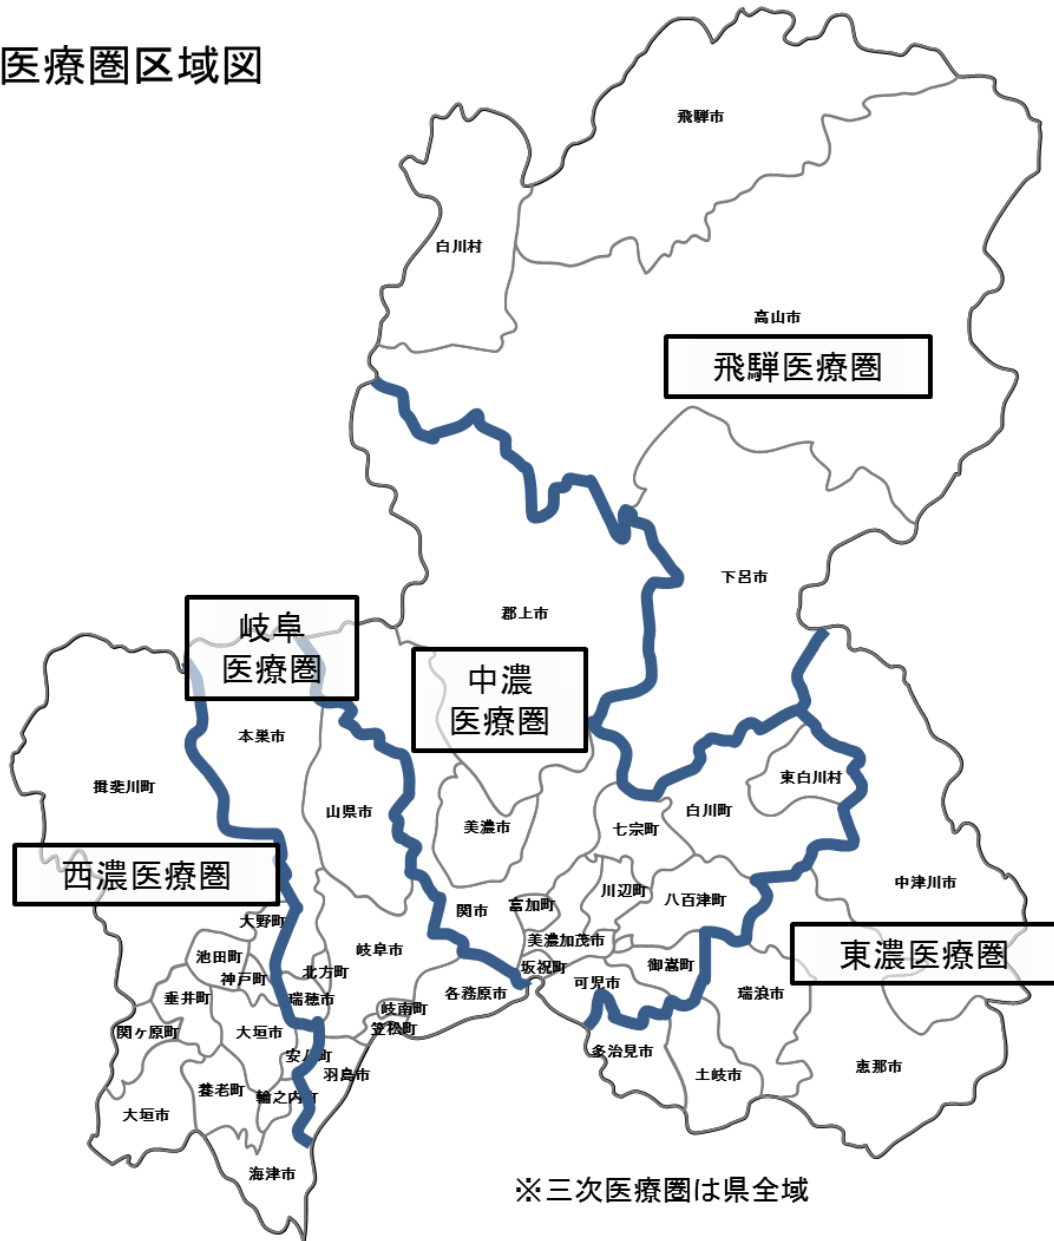 医療圏区域図
飛騨市
白川村
高山市
飛騨医療圏
下呂市
郡上市
岐阜
医療圏
中濃
医療圏
本巣市
揖斐川町
山県市
美濃市
七宗町
白川町
東白川村
西濃医療圏
中津川市
大野町
関市
富加町
川辺町
八百津町
池田町
神戸町
北方町
岐阜市
美濃加茂市
坂祝町
御嵩町
東濃医療圏
垂井町
瑞穂市
各務原市
可児市
瑞浪市
関ヶ原町
大垣市
岐南町
笠松町
安八町
羽島市
多治見市
土岐市
恵那市
養老町
輪之内町
大垣市
海津市
※三次医療圏は県全域